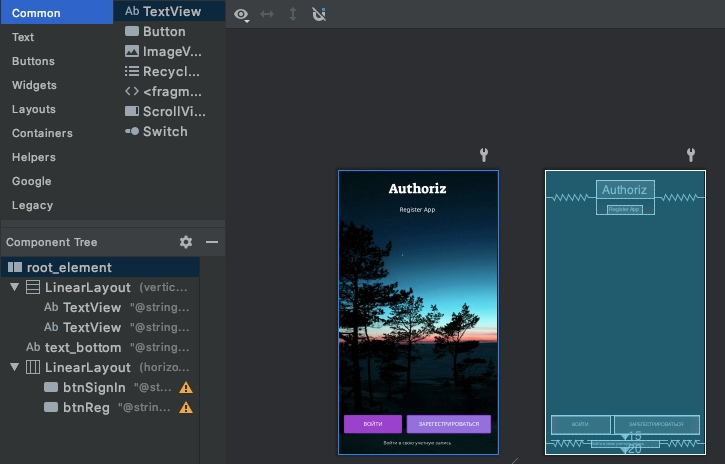 Common
Text
Buttons
Widgets
Layouts
Containers
Helpers
Google
Legacy
Ab TextView
Button
ImageV...
Recycl...
<fragm...
ScrollVi...
Switch
Component Tree
root_element
LinearLayout (vertic...
Ab TextView "@string...
Ab TextView "@string...
Ab text_bottom "@string...
LinearLayout (horizo...
btnSignIn "@st...
btnReg "@strin...
Authoriz
Register App
ВОЙТИ
ЗАРЕГЕСТРИРОВАТЬСЯ
Войти в свою учетную запись
Authoriz
Register App
ВОЙТИ
ЗАРЕГЕСТРИРОВАТЬСЯ
15
20